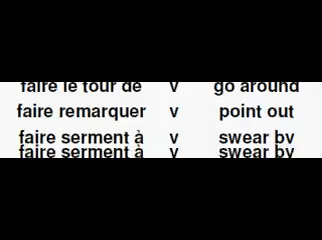 faire le tour de v go around
faire remarquer v point out
faire serment à v swear by
faire serment à v swear by